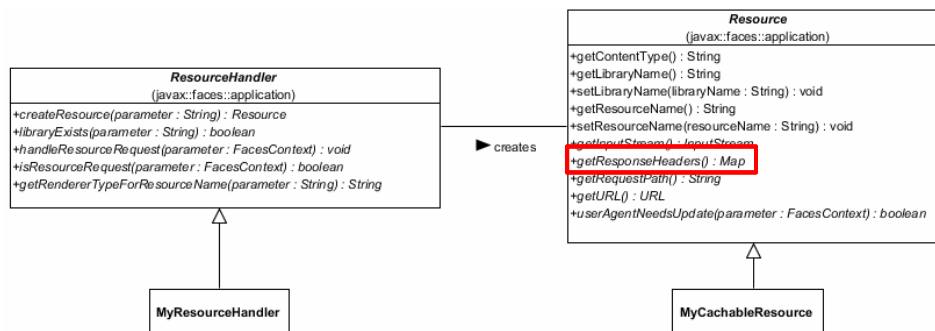 ResourceHandler
(javax::faces::application)
+createResource(parameter : String) : Resource
+libraryExists(parameter : String) : boolean
+handleResourceRequest(parameter : FacesContext) : void
+isResourceRequest(parameter : FacesContext) : boolean
+getRendererTypeForResourceName(parameter : String) : String
MyResourceHandler
creates
Resource
(javax::faces::application)
+getContentType() : String
+getLibraryName() : String
+setLibraryName(libraryName : String) : void
+getResourceName() : String
+setResourceName(resourceName : String) : void
+getInputStream() : InputStream
+getResponseHeaders() : Map
+getRequestPath() : String
+getURL() : URL
+userAgentNeedsUpdate(parameter : FacesContext) : boolean
MyCachableResource